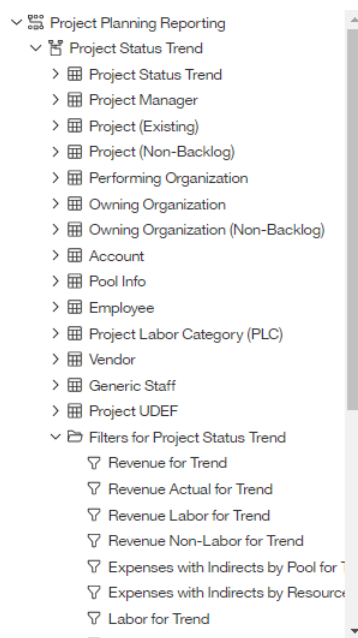 Project Planning Reporting
Project Status Trend
Project Status Trend
Project Manager
Project (Existing)
Project (Non-Backlog)
Performing Organization
Owning Organization
Owning Organization (Non-Backlog)
Account
Pool Info
Employee
Project Labor Category (PLC)
Vendor
Generic Staff
Project UDEF
Filters for Project Status Trend
Revenue for Trend
Revenue Actual for Trend
Revenue Labor for Trend
Revenue Non-Labor for Trend
Expenses with Indirects by Pool for
Expenses with Indirects by Resource
Labor for Trend